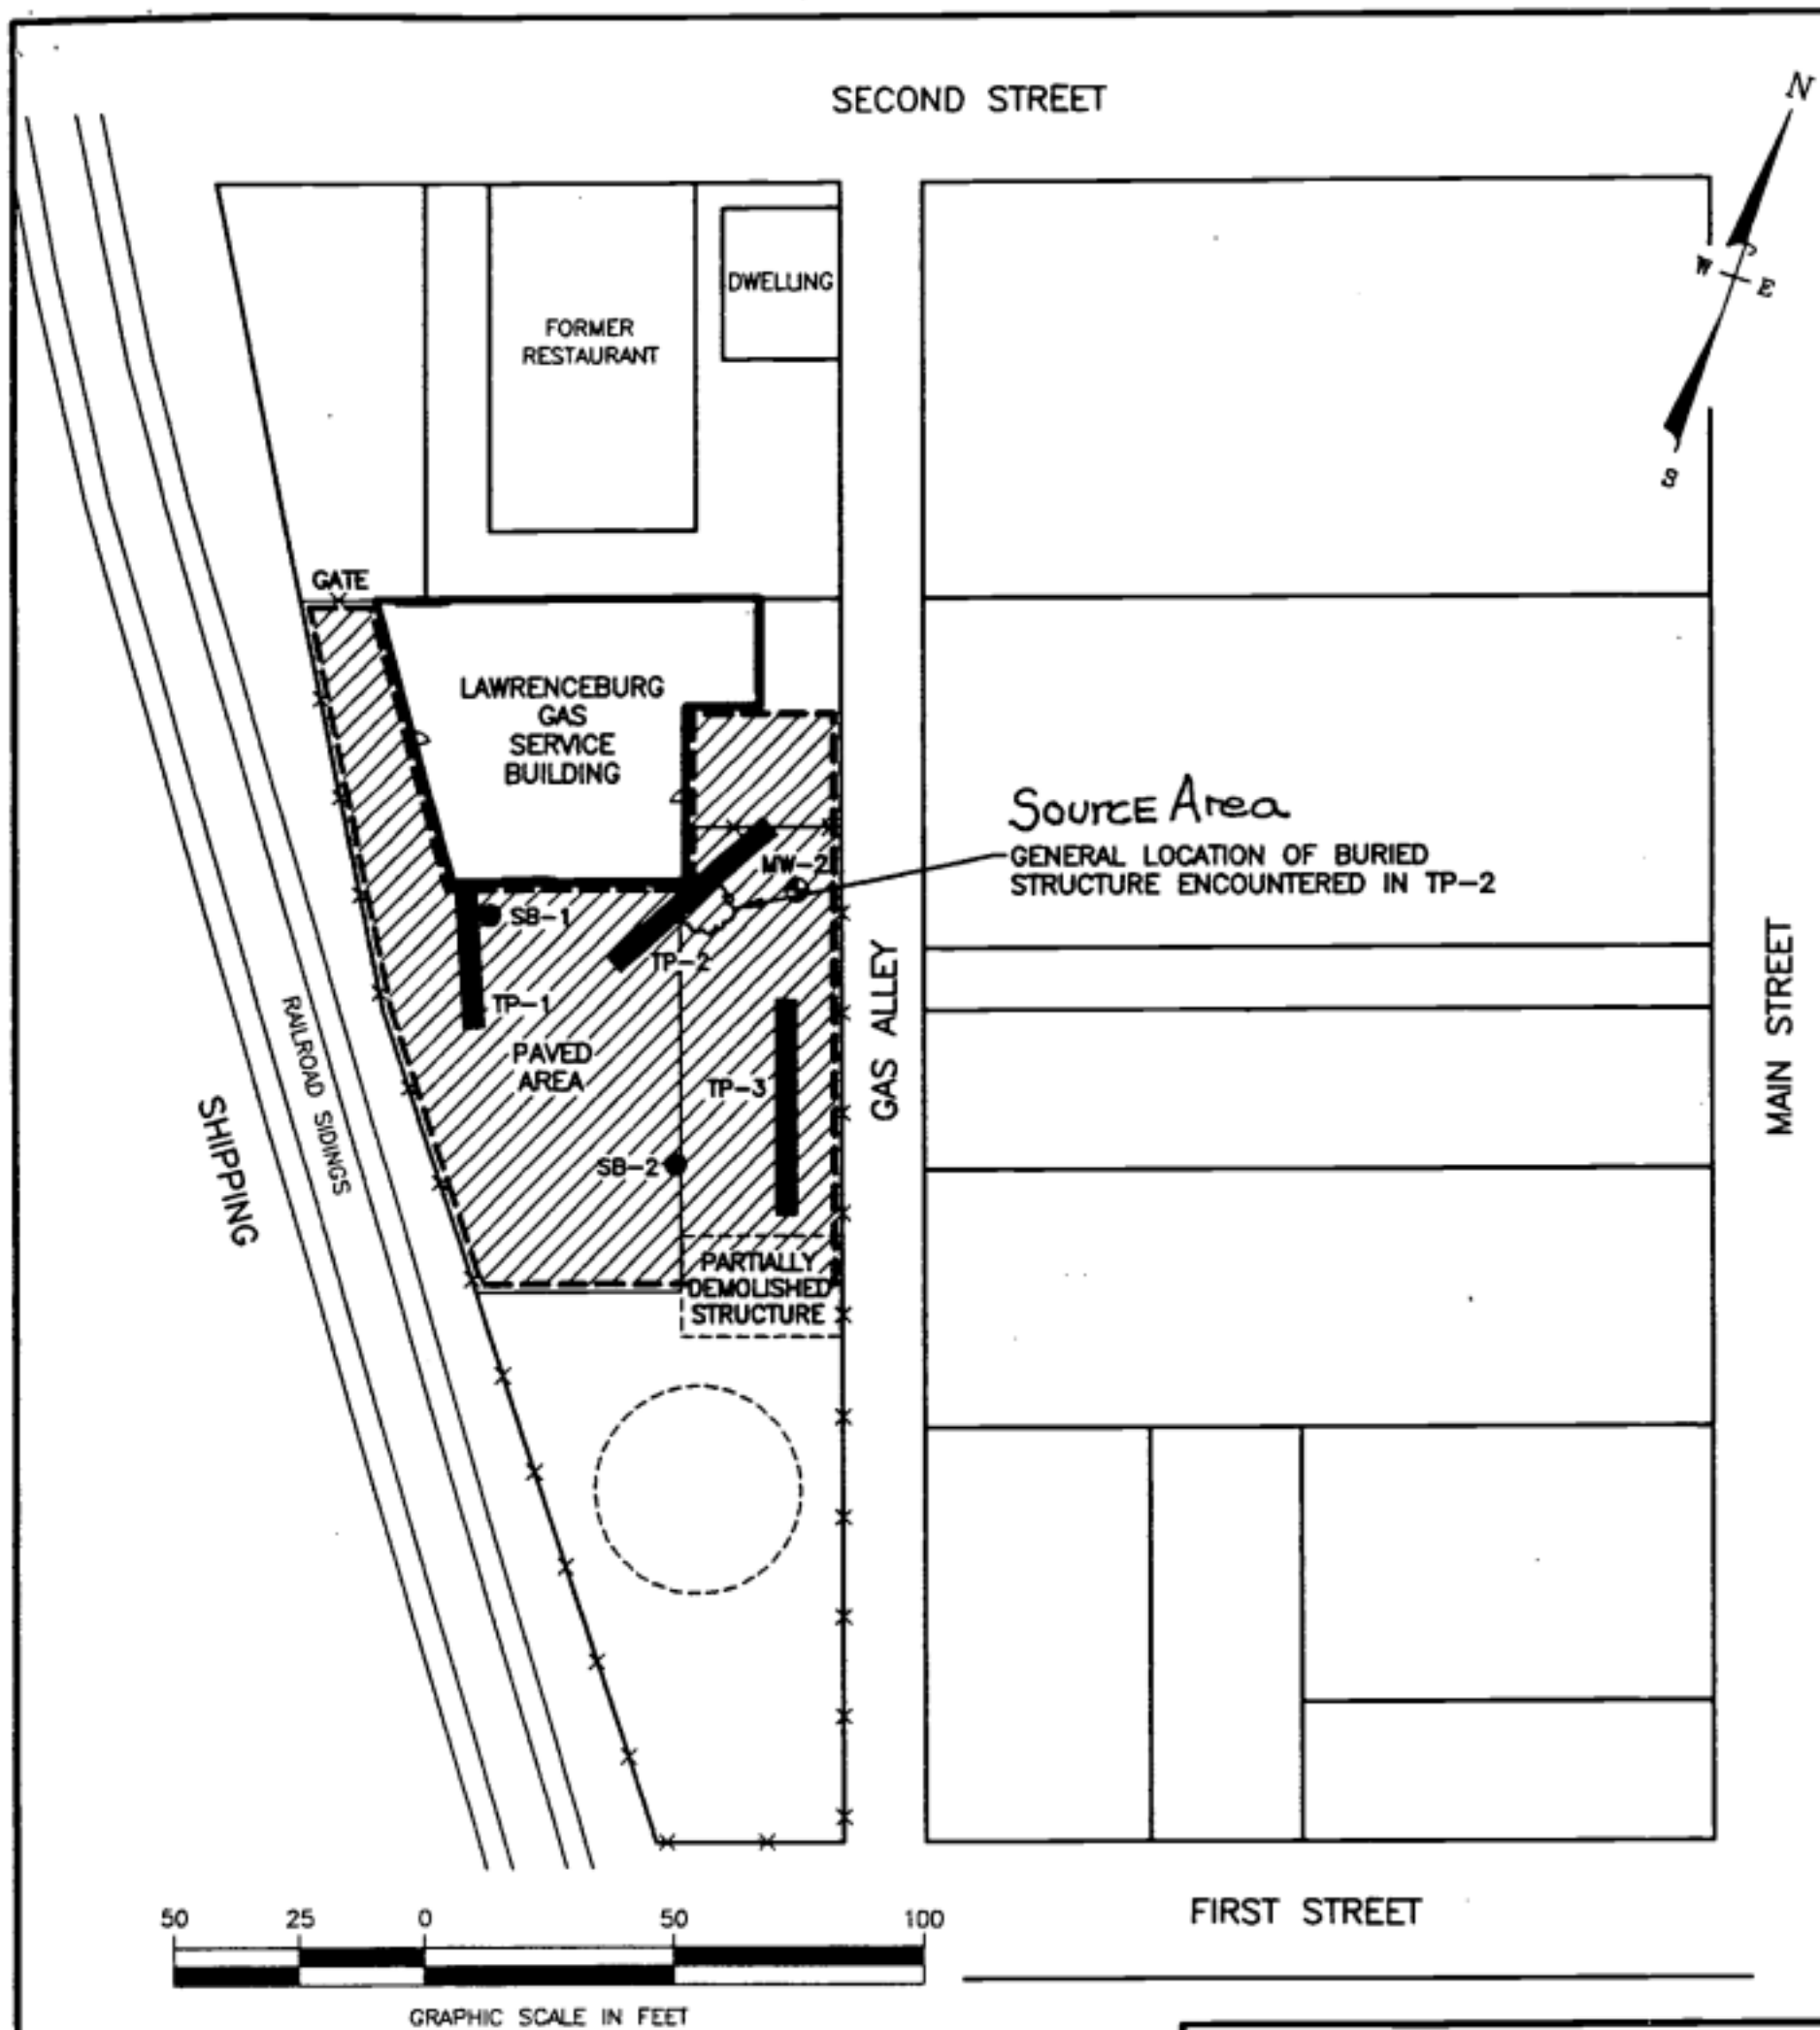 SECOND STREET
N
W
E
S
DWELLING
FORMER
RESTAURANT
GATE
LAWRENCEBURG
GAS
SERVICE
BUILDING
Source Area
GENERAL LOCATION OF BURIED
STRUCTURE ENCOUNTERED IN TP-2
MW-2
SB-1
TP-2
TP-1
PAVED
AREA
TP-3
SB-2
GAS ALLEY
MAIN STREET
RAILROAD SIDINGS
SHIPPING
PARTIALLY
DEMOLISHED
STRUCTURE
50 25 0 50 100
GRAPHIC SCALE IN FEET
FIRST STREET